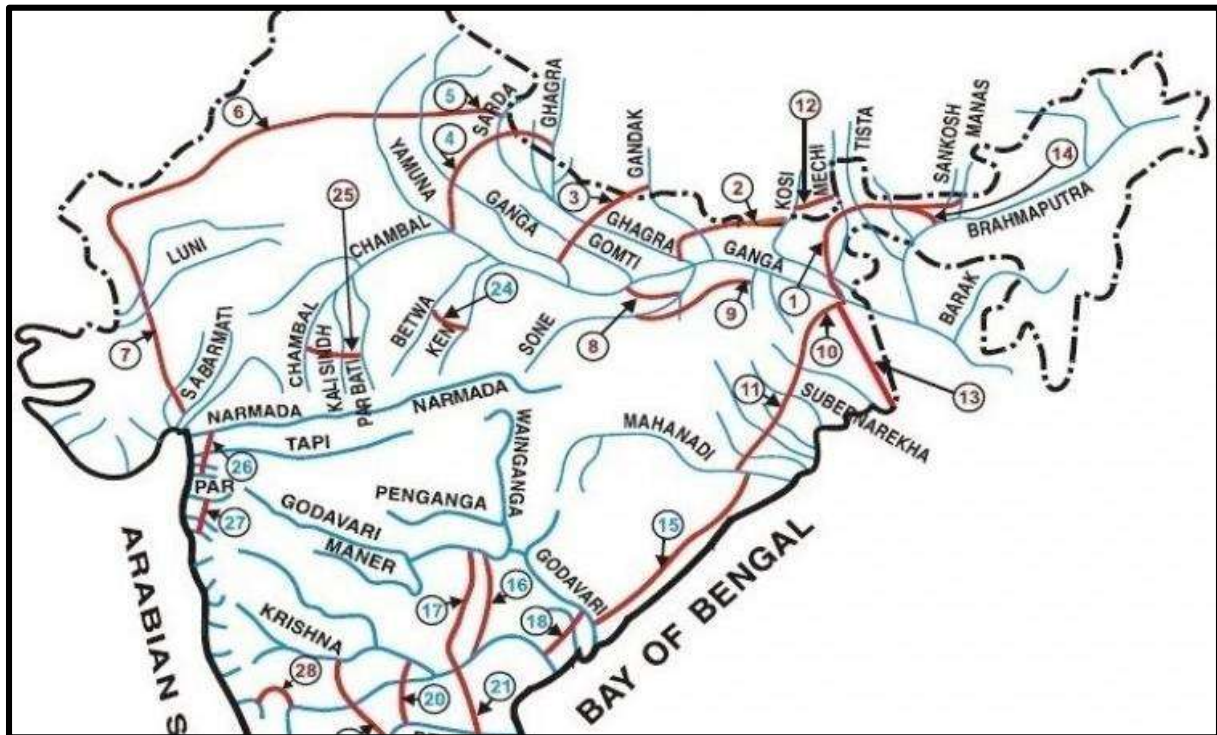 6
5
SARDA
GHAGRA
4
YAMUNA
GANDAK
12
KOSI
MECHI
TISTA
SANKOSH
MANAS
14
3
2
25
GANGA
GHAGRA
GOMTI
GANGA
BRAHMAPUTRA
LUNI
CHAMBAL
1
BARAK
7
SABARMATI
CHAMBAL
KALISINDH
PARBATI
BETWA
24
KEN
SONE
8
9
10
13
11
SUBERNAREKHA
NARMADA
NARMADA
TAPI
26
WAINGANGA
MAHANADI
PAR
27
PENGANGA
GODAVARI
MANER
15
GODAVARI
17
16
18
KRISHNA
28
20
21
ARABIAN S
BAY OF BENGAL